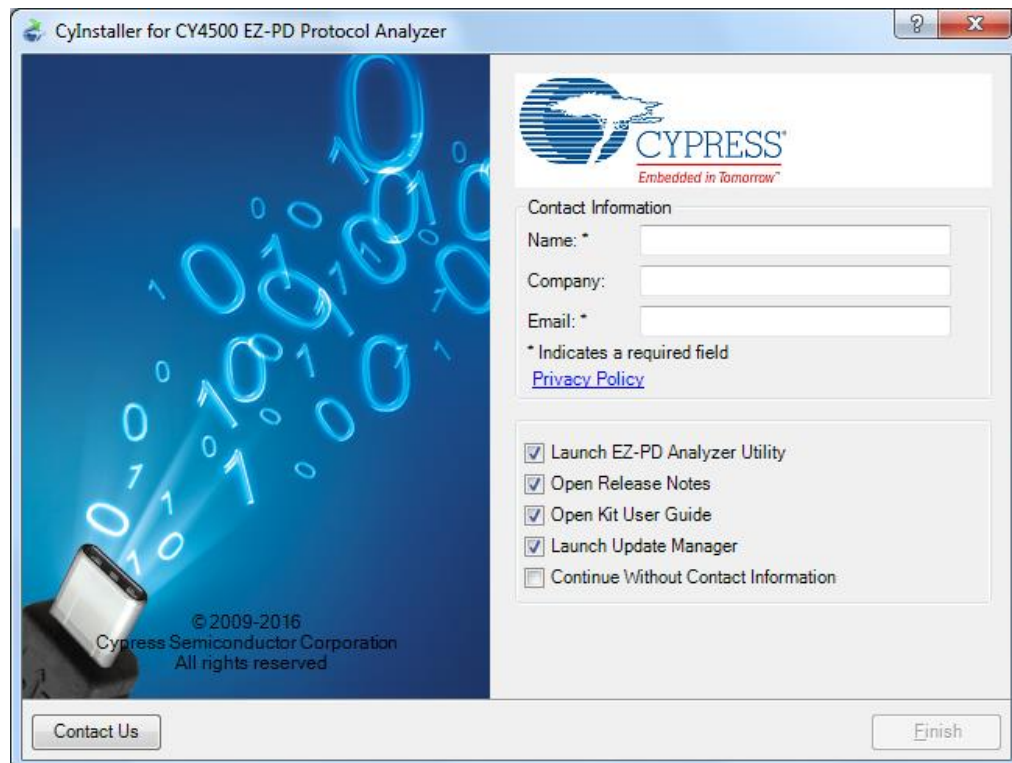 CyInstaller for CY4500 EZ-PD Protocol Analyzer
?
X
CYPRESS®
Embedded in Tomorrow™
Contact Information
Name: *
Company:
Email: *
* Indicates a required field
Privacy Policy
Launch EZ-PD Analyzer Utility
Open Release Notes
Open Kit User Guide
Launch Update Manager
Continue Without Contact Information
© 2009-2016
Cypress Semiconductor Corporation
All rights reserved
Contact Us
Finish